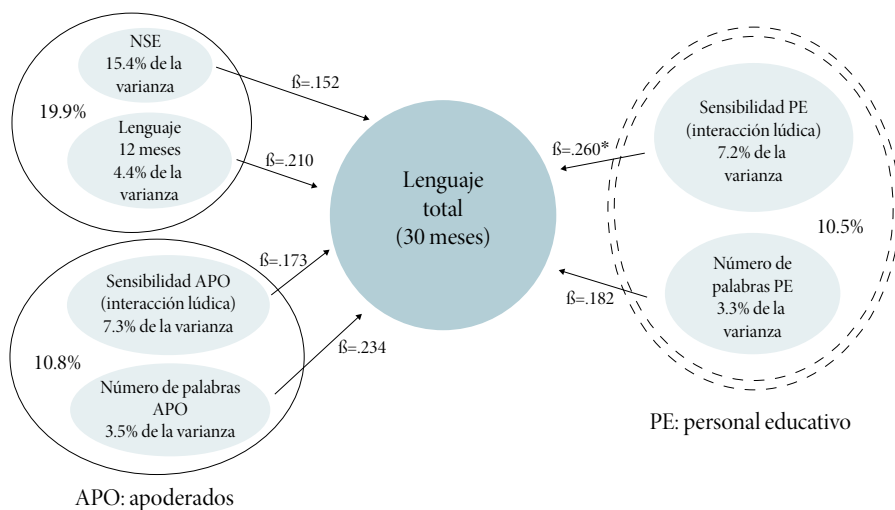 NSE
15.4% de la
varianza
19.9%
Lenguaje
12 meses
4.4% de la
varianza
ß=.152
ß=.210
Sensibilidad APO
(interacción lúdica)
7.3% de la varianza
10.8%
Número de palabras
APO
3.5% de la varianza
ß=.173
ß=.234
APO: apoderados
Lenguaje
total
(30 meses)
ß=.260*
ß=.182
Sensibilidad PE
(interacción lúdica)
7.2% de la
varianza
10.5%
Número de
palabras PE
3.3% de la
varianza
PE: personal educativo